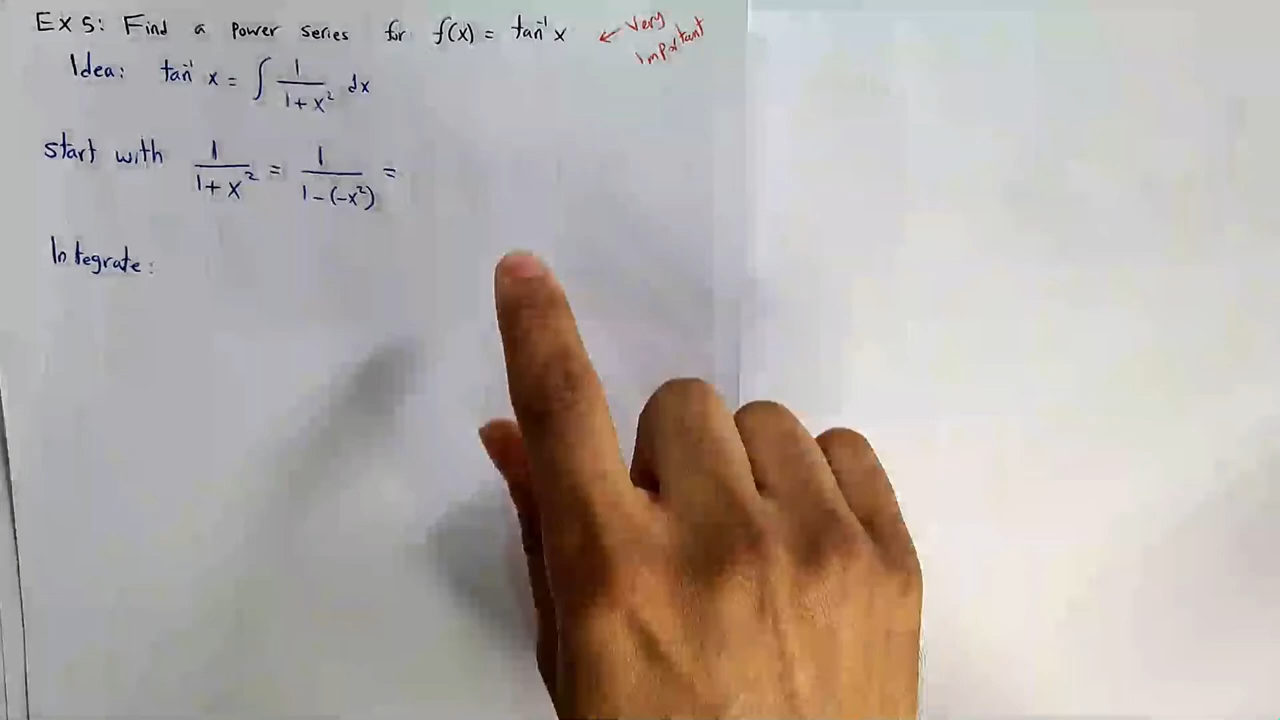 Ex 5: Find a power series for f(x) = tan⁻¹ x ← Very important
Idea: tan⁻¹ x = ∫ 1/(1+x²) dx
start with 1/(1+x²) = 1/(1-(-x²)) =
Integrate: